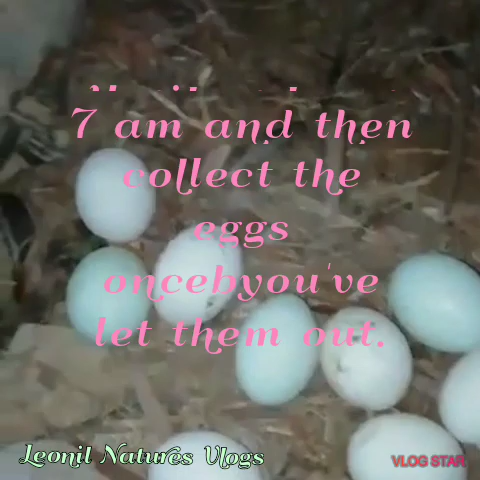 7 am and then
collect the
eggs
oncebyou've
let them out.
Leonil Natures Vlogs
VLOG STAR